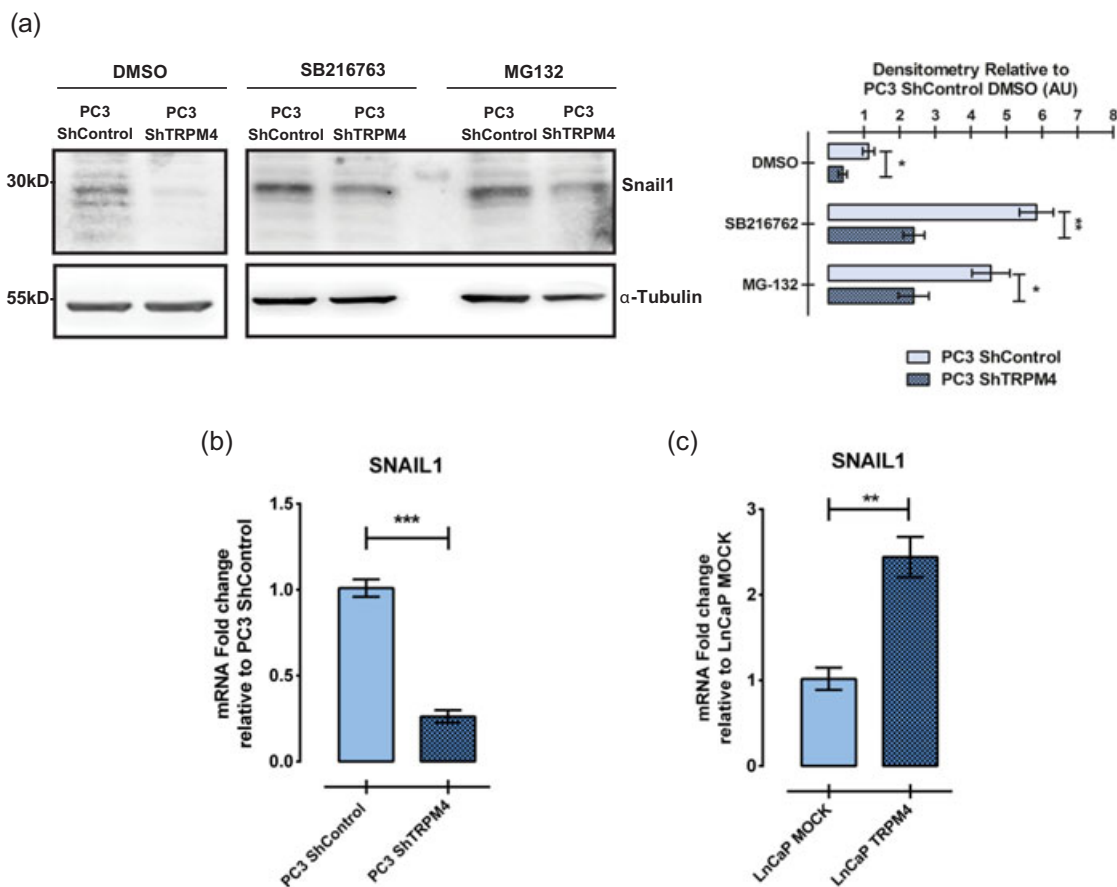 (a)
DMSO
SB216763
MG132
PC3
ShControl
PC3
ShTRPM4
PC3
ShControl
PC3
ShTRPM4
PC3
ShControl
PC3
ShTRPM4
30kD
Snail1
55kD
α-Tubulin
Densitometry Relative to
PC3 ShControl DMSO (AU)
1 2 3 4 5 6 7 8
DMSO
*
SB216762
**
MG-132
*
PC3 ShControl
PC3 ShTRPM4
(b)
SNAIL1
mRNA Fold change
relative to PC3 ShControl
1.5
1.0
0.5
0.0
***
PC3 ShControl
PC3 ShTRPM4
(c)
SNAIL1
mRNA Fold change
relative to LnCaP MOCK
3
2
1
0
**
LnCaP MOCK
LnCaP TRPM4